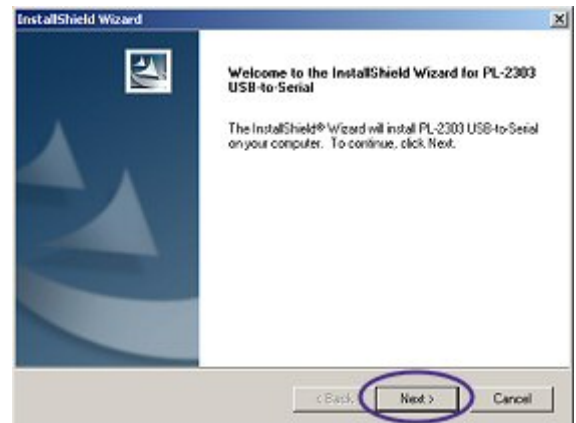 InstallShield Wizard
Welcome to the InstallShield Wizard for PL-2303
USB-to-Serial
The InstallShield® Wizard will install PL-2303 USB-to-Serial
on your computer. To continue, click Next.
< Back Next > Cancel